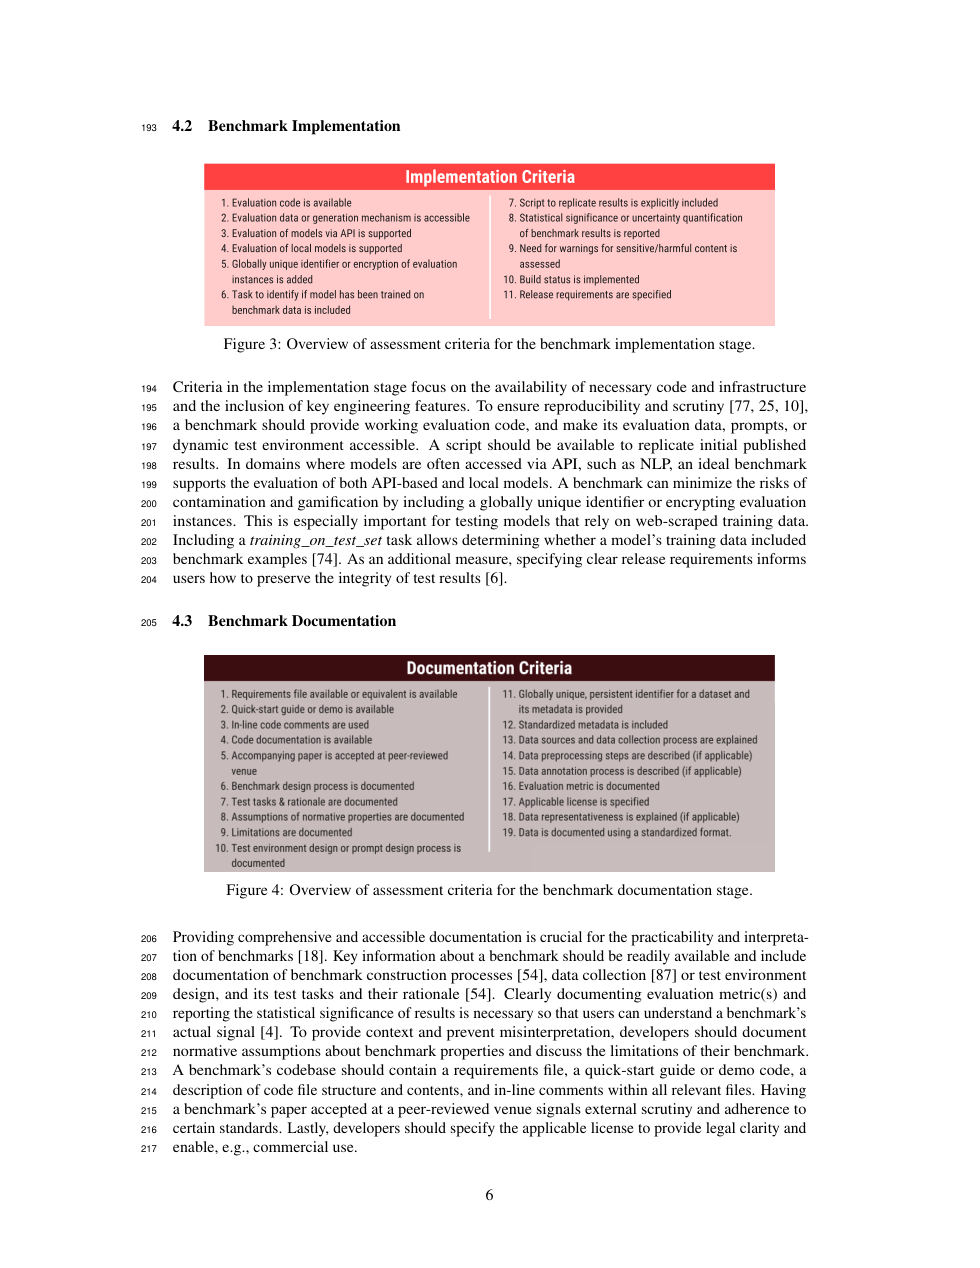 193 4.2 Benchmark Implementation
Implementation Criteria
1. Evaluation code is available
2. Evaluation data or generation mechanism is accessible
3. Evaluation of models via API is supported
4. Evaluation of local models is supported
5. Globally unique identifier or encryption of evaluation
instances is added
6. Task to identify if model has been trained on
benchmark data is included
7. Script to replicate results is explicitly included
8. Statistical significance or uncertainty quantification
of benchmark results is reported
9. Need for warnings for sensitive/harmful content is
assessed
10. Build status is implemented
11. Release requirements are specified
Figure 3: Overview of assessment criteria for the benchmark implementation stage.
194 Criteria in the implementation stage focus on the availability of necessary code and infrastructure
195 and the inclusion of key engineering features. To ensure reproducibility and scrutiny [77, 25, 10],
196 a benchmark should provide working evaluation code, and make its evaluation data, prompts, or
197 dynamic test environment accessible. A script should be available to replicate initial published
198 results. In domains where models are often accessed via API, such as NLP, an ideal benchmark
199 supports the evaluation of both API-based and local models. A benchmark can minimize the risks of
200 contamination and gamification by including a globally unique identifier or encrypting evaluation
201 instances. This is especially important for testing models that rely on web-scraped training data.
202 Including a training_on_test_set task allows determining whether a model's training data included
203 benchmark examples [74]. As an additional measure, specifying clear release requirements informs
204 users how to preserve the integrity of test results [6].
205 4.3 Benchmark Documentation
Documentation Criteria
1. Requirements file available or equivalent is available
2. Quick-start guide or demo is available
3. In-line code comments are used
4. Code documentation is available
5. Accompanying paper is accepted at peer-reviewed
venue
6. Benchmark design process is documented
7. Test tasks & rationale are documented
8. Assumptions of normative properties are documented
9. Limitations are documented
10. Test environment design or prompt design process is
documented
11. Globally unique, persistent identifier for a dataset and
its metadata is provided
12. Standardized metadata is included
13. Data sources and data collection process are explained
14. Data preprocessing steps are described (if applicable)
15. Data annotation process is described (if applicable)
16. Evaluation metric is documented
17. Applicable license is specified
18. Data representativeness is explained (if applicable)
19. Data is documented using a standardized format.
Figure 4: Overview of assessment criteria for the benchmark documentation stage.
206 Providing comprehensive and accessible documentation is crucial for the practicability and interpreta-
207 tion of benchmarks [18]. Key information about a benchmark should be readily available and include
208 documentation of benchmark construction processes [54], data collection [87] or test environment
209 design, and its test tasks and their rationale [54]. Clearly documenting evaluation metric(s) and
210 reporting the statistical significance of results is necessary so that users can understand a benchmark's
211 actual signal [4]. To provide context and prevent misinterpretation, developers should document
212 normative assumptions about benchmark properties and discuss the limitations of their benchmark.
213 A benchmark's codebase should contain a requirements file, a quick-start guide or demo code, a
214 description of code file structure and contents, and in-line comments within all relevant files. Having
215 a benchmark's paper accepted at a peer-reviewed venue signals external scrutiny and adherence to
216 certain standards. Lastly, developers should specify the applicable license to provide legal clarity and
217 enable, e.g., commercial use.
6